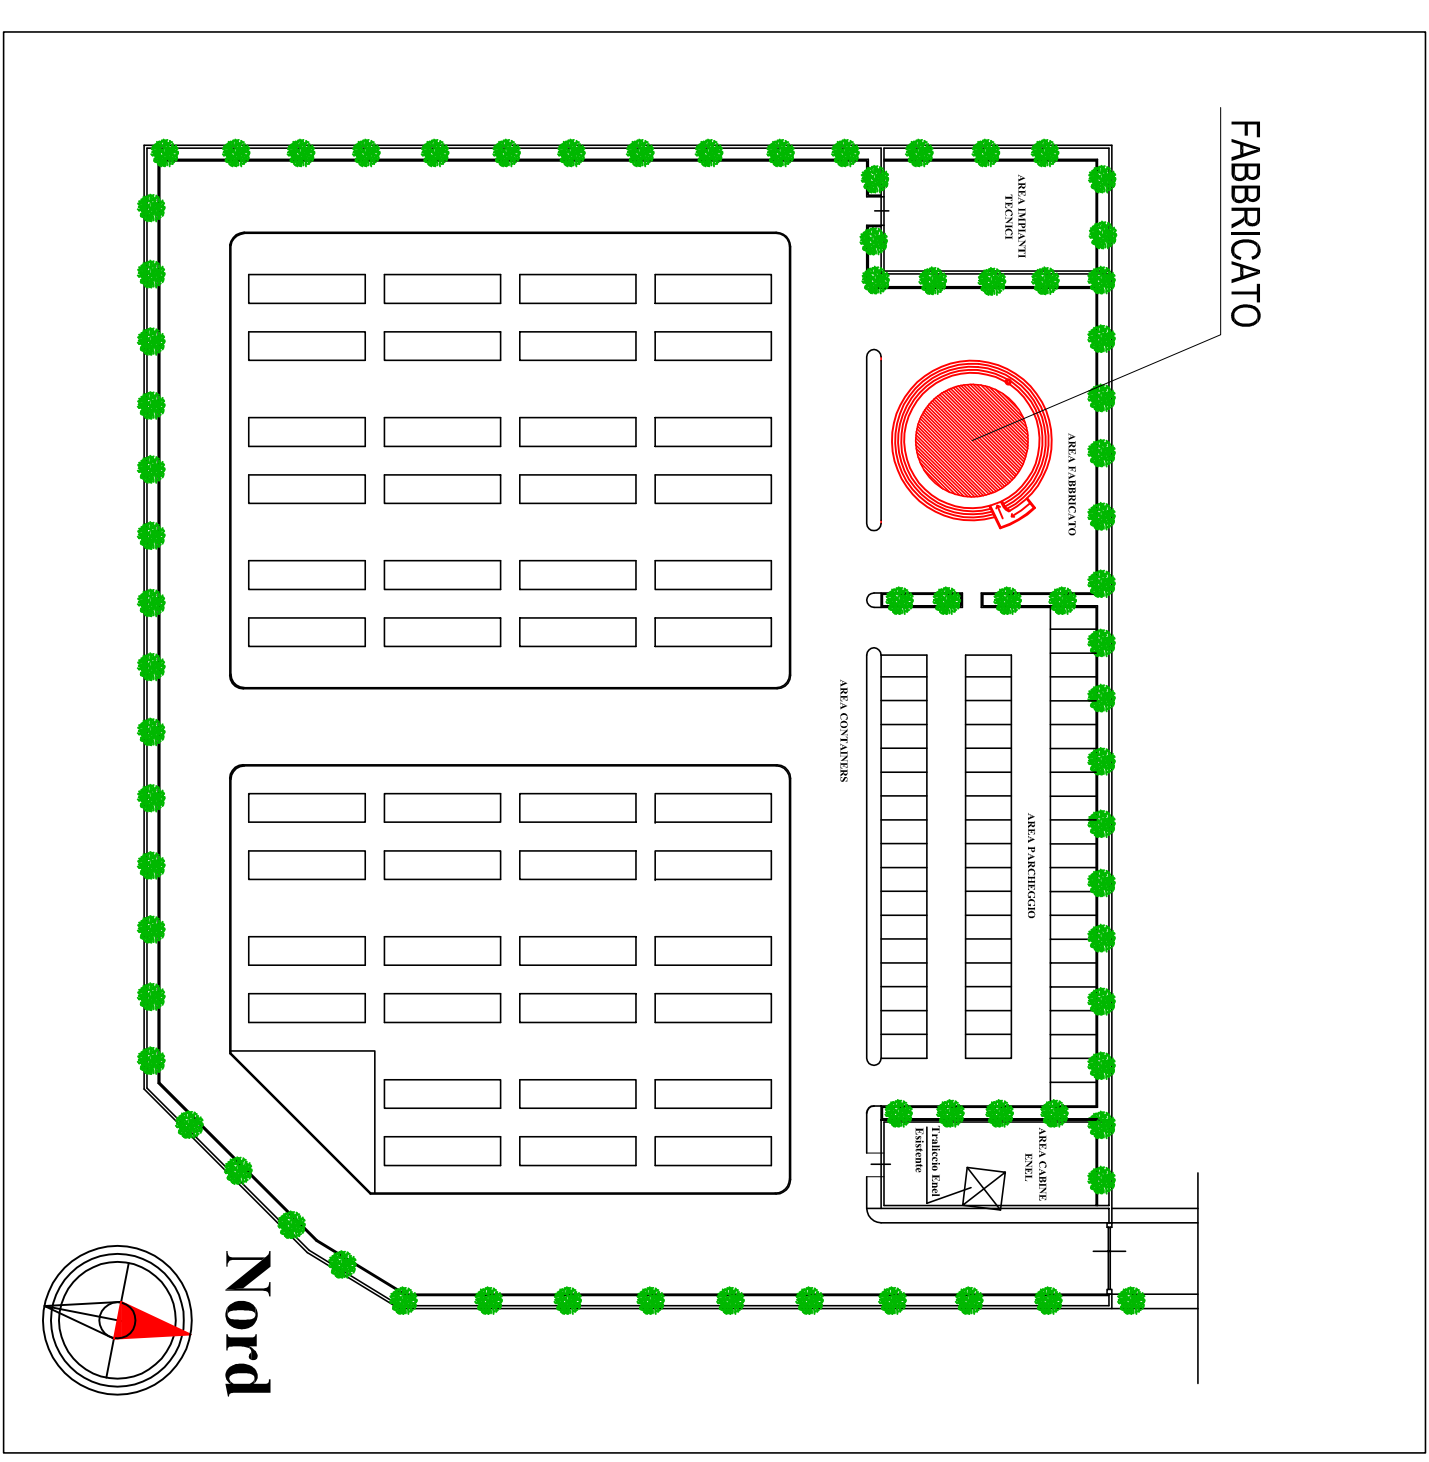 FABBRICATO
AREA IMPIANTI
TECNICI
AREA FABBRICATO
AREA CONTAINERS
AREA PARCHEGGIO
AREA CABINE
ENEL
Traliccio Enel
Esistente
Nord